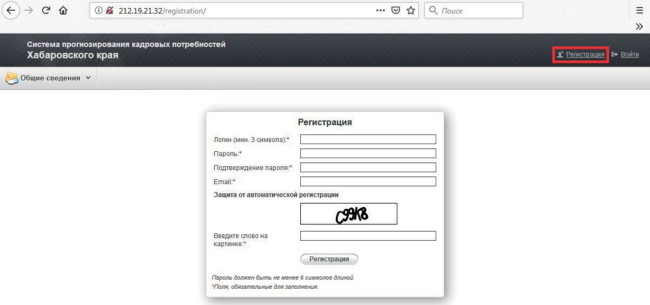 212.19.21.32/registration/
Поиск
Система прогнозирования кадровых потребностей
Хабаровского края
Регистрация Войти
Общие сведения
Регистрация
Логин (мин. 3 символа):*
Пароль:*
Подтверждение пароля:*
Email:*
Защита от автоматической регистрации
C99K8
Введите слово на
картинке:*
Регистрация
Пароль должен быть не менее 6 символов длиной.
*Поля, обязательные для заполнения.